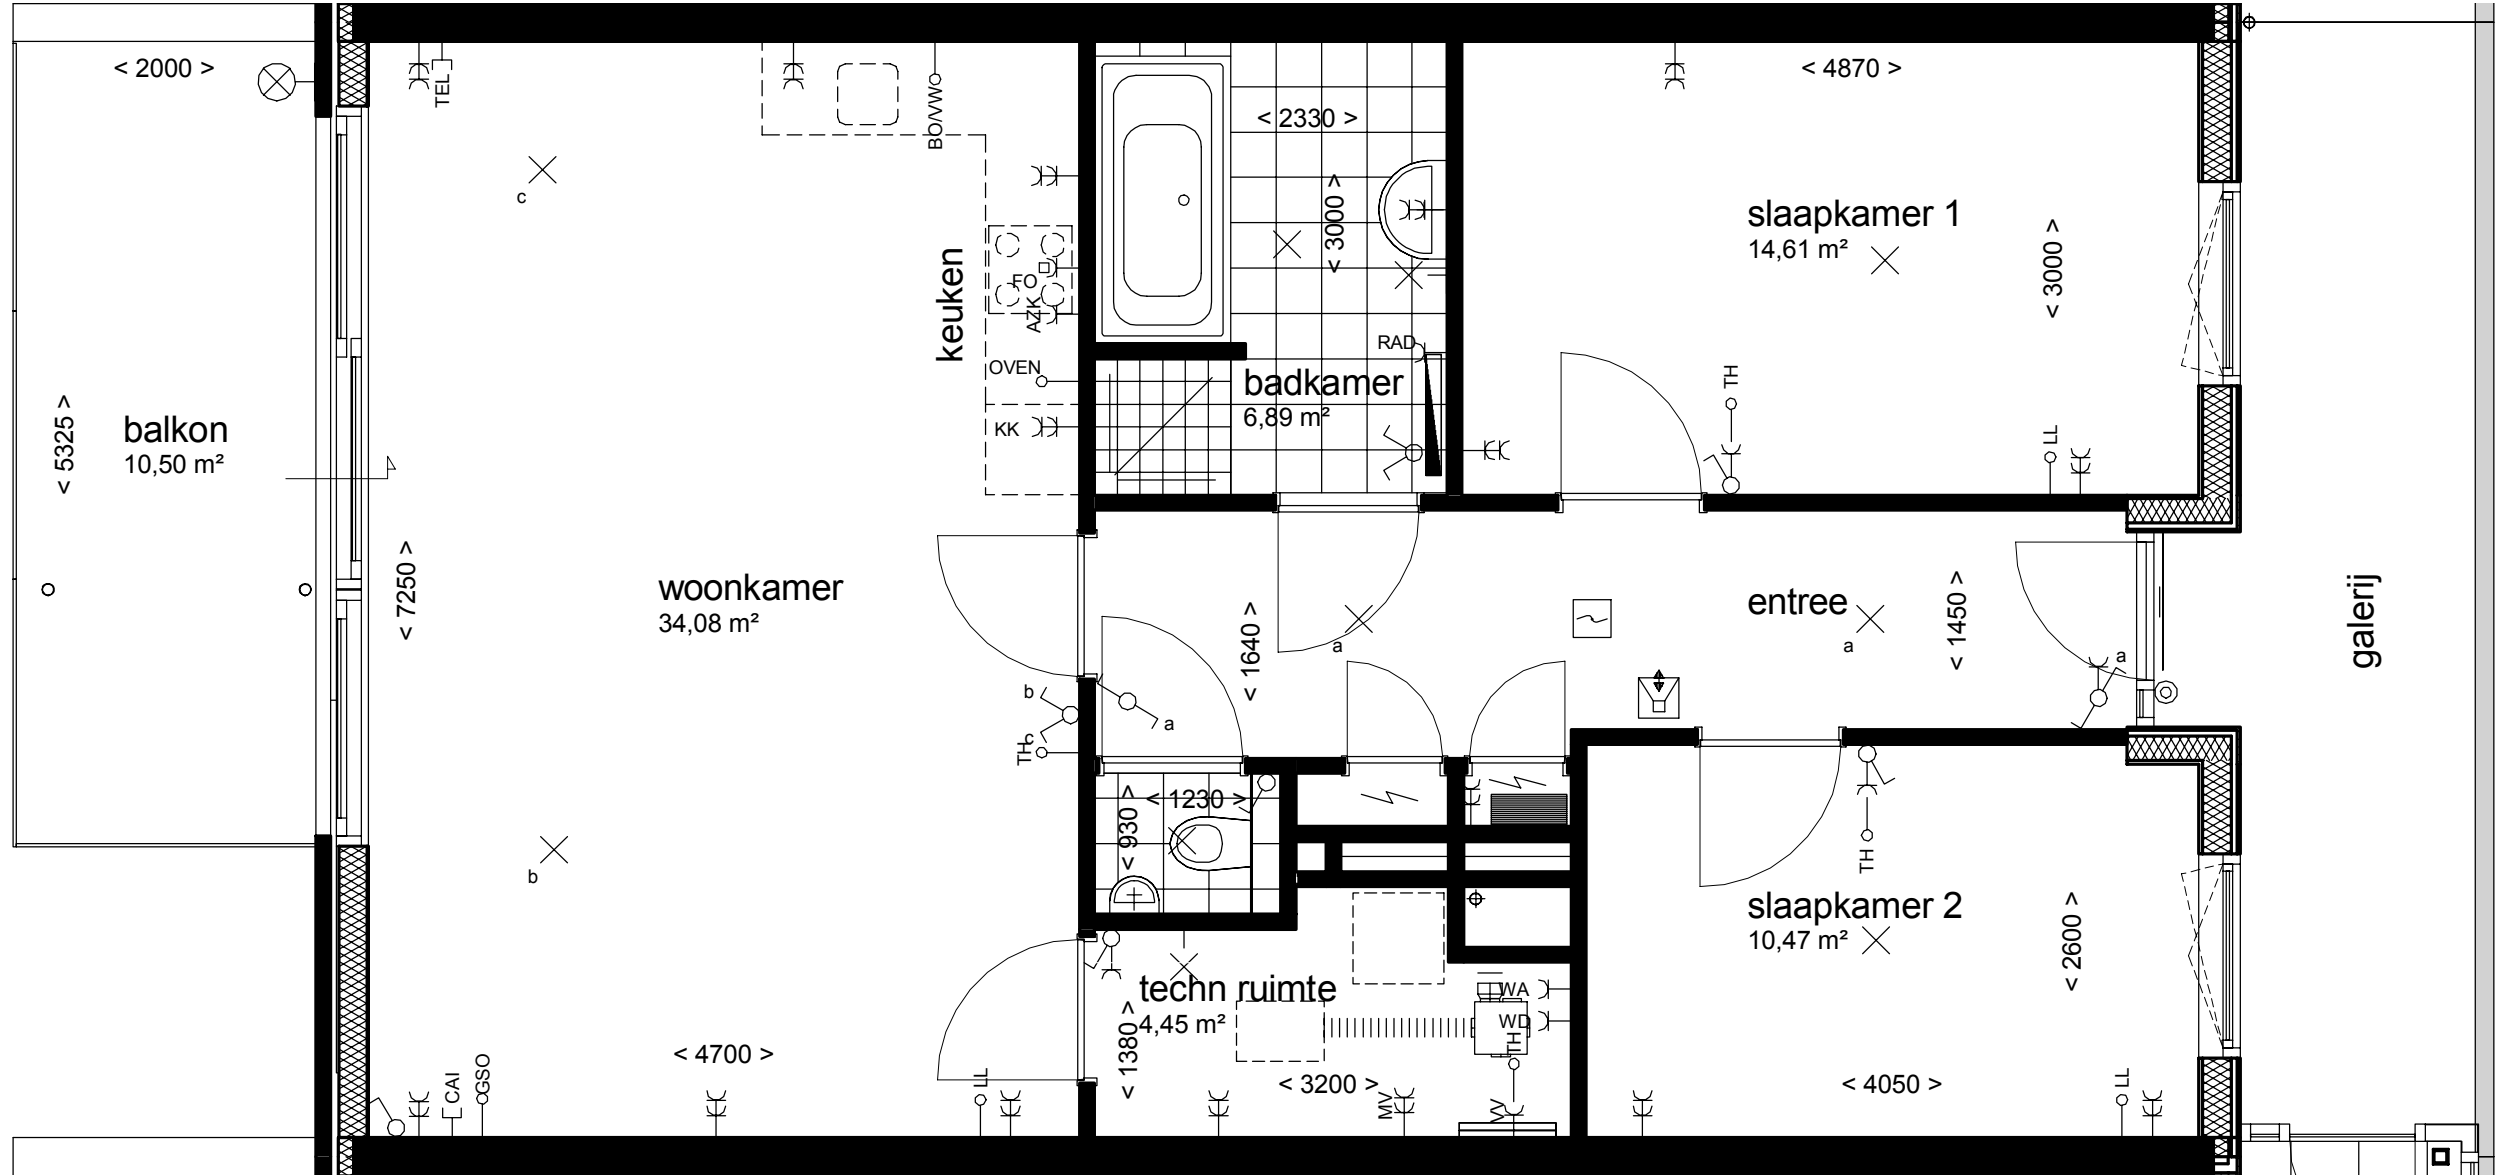 < 2000 >
TEL
BO/VW
< 2330 >
< 4870 >
c
< 3000 >
slaapkamer 1
14,61 m²
< 3000 >
keuken
FO
AZK
RAD
OVEN
badkamer
6,89 m²
TH
KK
LL
< 5325 >
balkon
10,50 m²
< 7250 >
woonkamer
34,08 m²
< 1640 >
a
entree
a
< 1450 >
a
galerij
b
c
TH
a
< 1230 >
< 930 >
b
TH
slaapkamer 2
10,47 m²
< 2600 >
techn ruimte
4,45 m²
WA
WD
TH
< 1380 >
< 4700 >
CAI
GSO
LL
< 3200 >
MV
VV
< 4050 >
LL